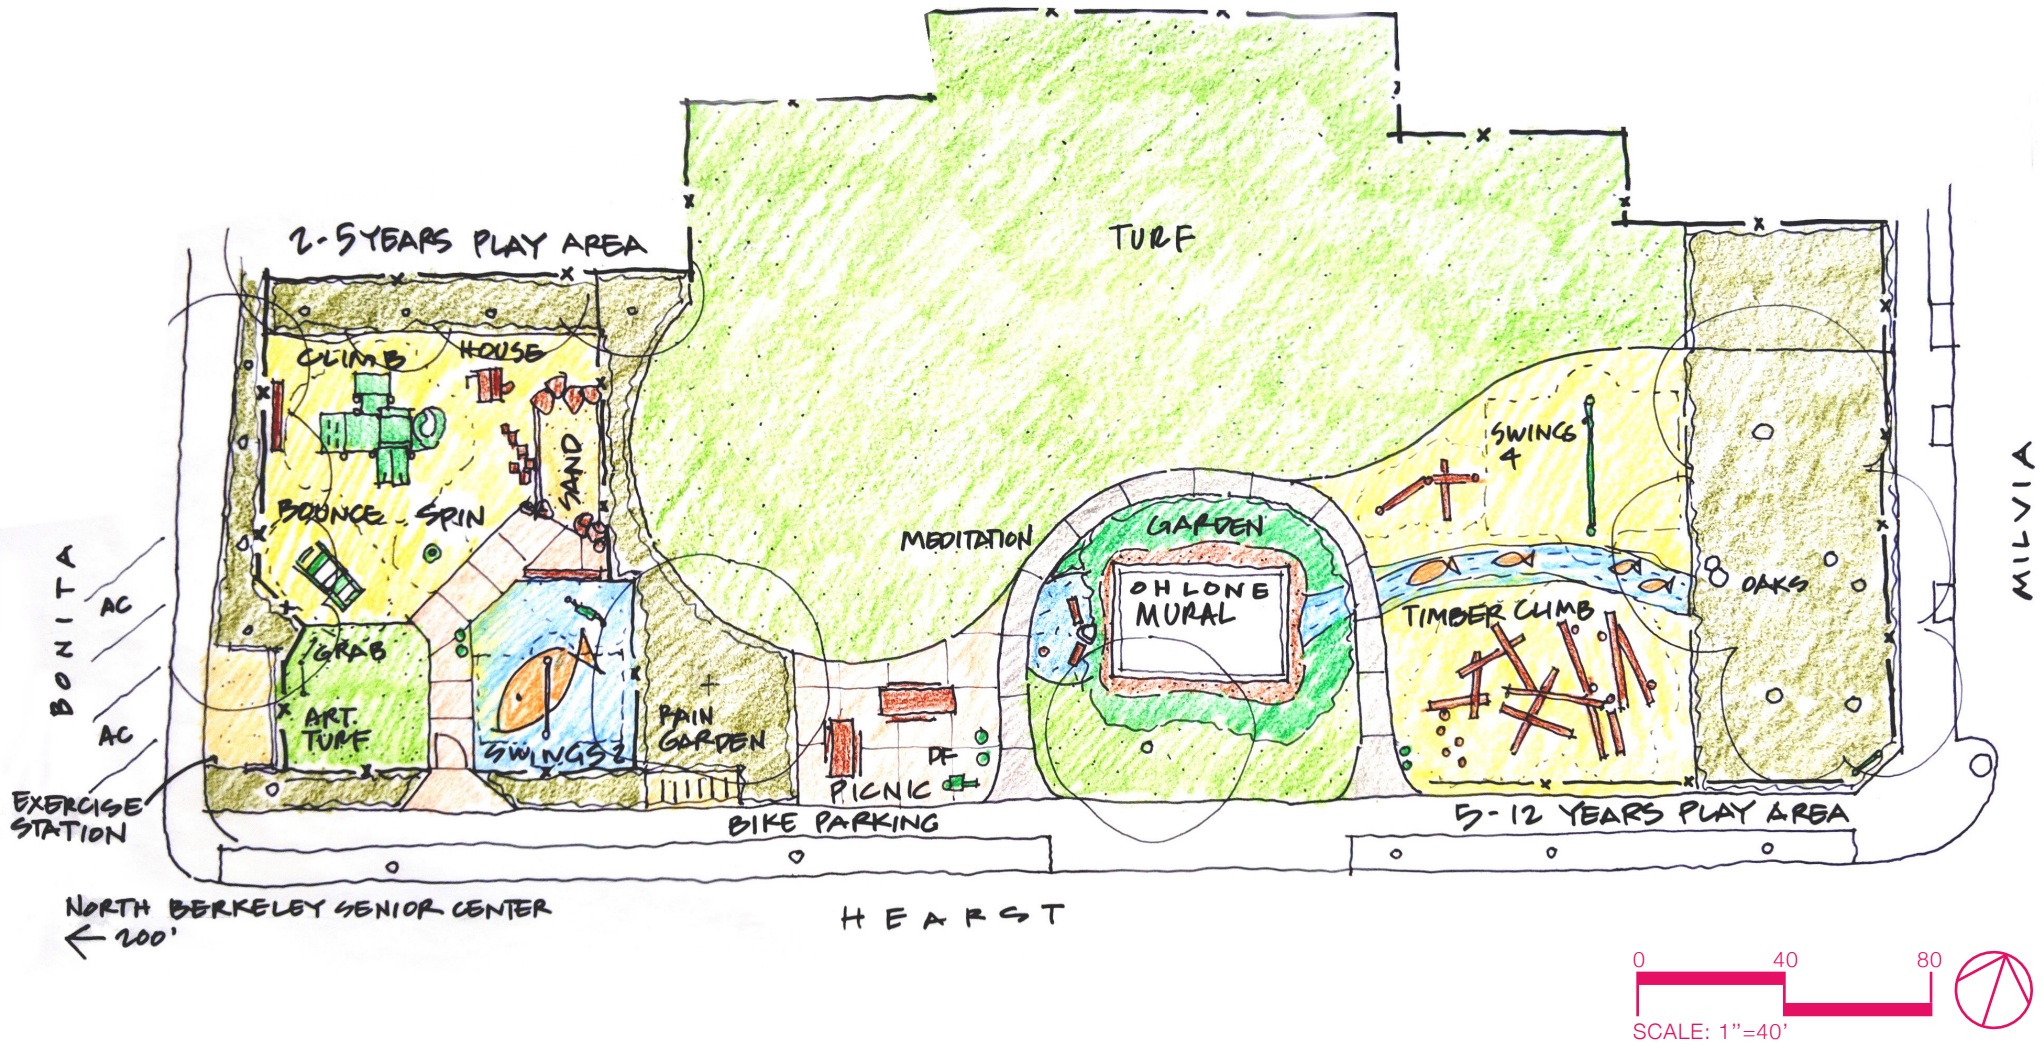 2-5 YEARS PLAY AREA
TURF
CLIMB
HOUSE
SAND
BOUNCE
SPIN
SWINGS
4
MEDITATION
GARDEN
OHLONE
MURAL
TIMBER CLIMB
OAKS
BONITA
AC
AC
MILVIA
GRAB
ART.
TURF
SWINGS 2
RAIN
GARDEN
DF
PICNIC
EXERCISE
STATION
BIKE PARKING
5-12 YEARS PLAY AREA
NORTH BERKELEY SENIOR CENTER
← 200'
HEARST
0 40 80
SCALE: 1"=40'